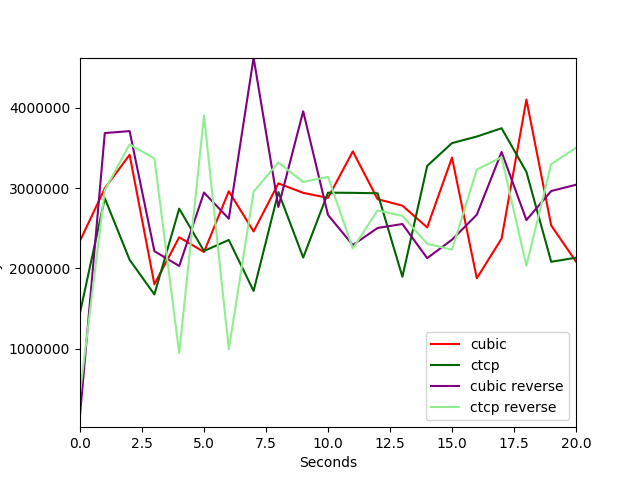 4000000
3000000
2000000
1000000
0.0 2.5 5.0 7.5 10.0 12.5 15.0 17.5 20.0
Seconds
cubic
ctcp
cubic reverse
ctcp reverse